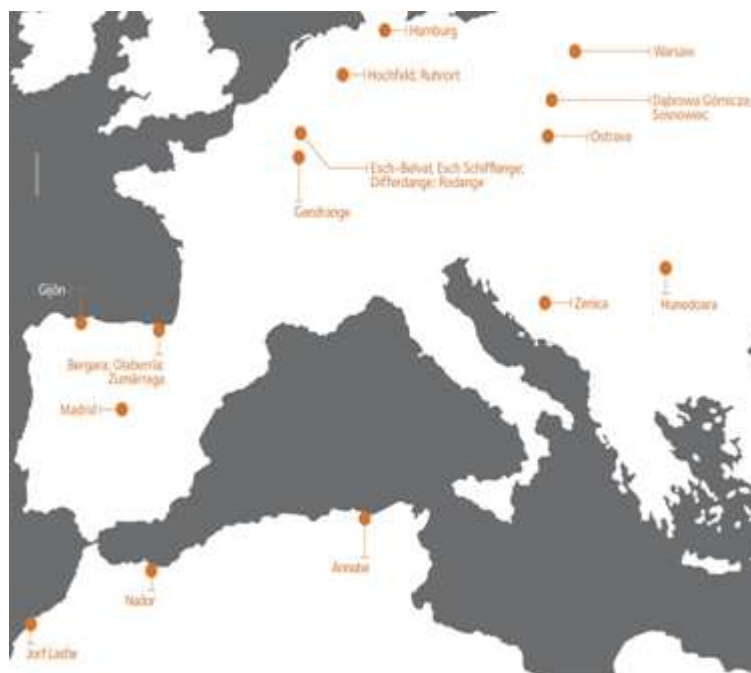 Hamburg
Warsaw
Hochfeld; Ruhrort
Dąbrowa Górnicza;
Sosnowiec
Ostrava
Esch-Belval; Esch Schifflange;
Differdange; Rodange
Gandrange
Gijón
Zenica
Hunedoara
Bergara; Olaberría;
Zumárraga
Madrid
Annaba
Nador
Jorf Lasfar